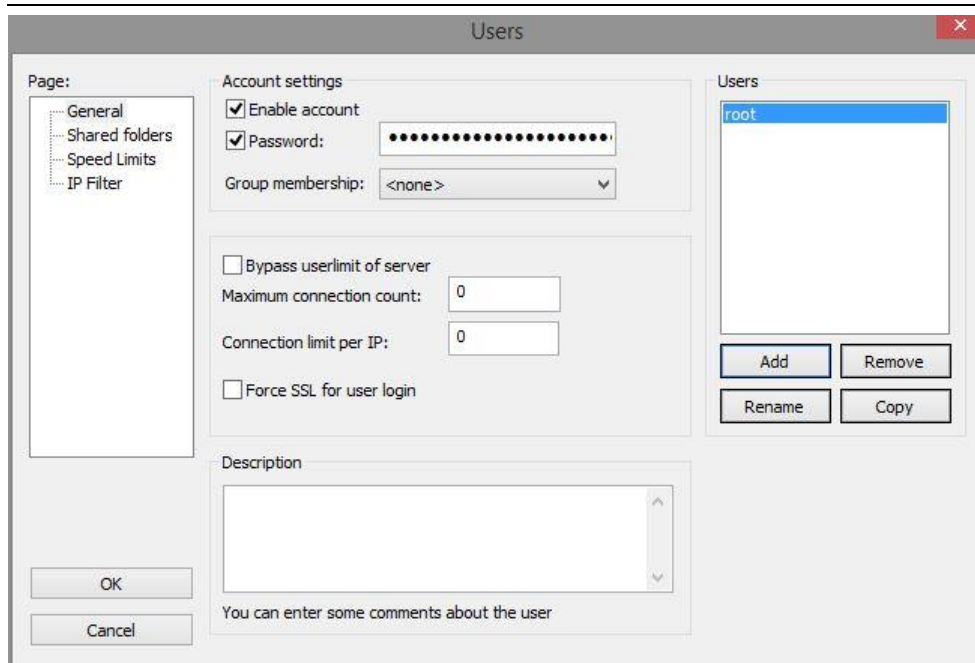 Users
Page:
General
Shared folders
Speed Limits
IP Filter
OK
Cancel
Account settings
Enable account
Password:
Group membership: <none>
Bypass userlimit of server
Maximum connection count: 0
Connection limit per IP: 0
Force SSL for user login
Description
You can enter some comments about the user
Users
root
Add Remove
Rename Copy